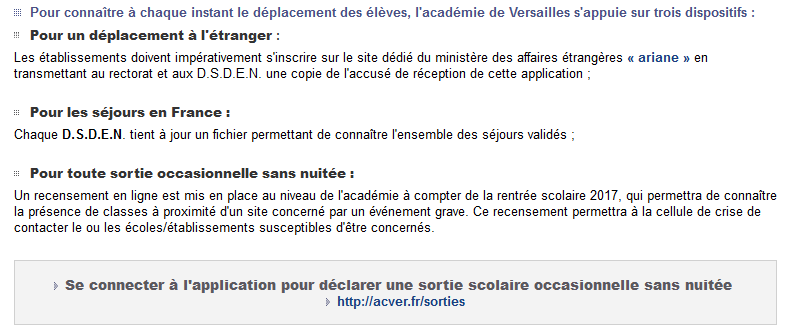 Pour connaître à chaque instant le déplacement des élèves, l'académie de Versailles s'appuie sur trois dispositifs :
Pour un déplacement à l'étranger :
Les établissements doivent impérativement s'inscrire sur le site dédié du ministère des affaires étrangères « ariane » en
transmettant au rectorat et aux D.S.D.E.N. une copie de l'accusé de réception de cette application ;
Pour les séjours en France :
Chaque D.S.D.E.N. tient à jour un fichier permettant de connaître l'ensemble des séjours validés ;
Pour toute sortie occasionnelle sans nuitée :
Un recensement en ligne est mis en place au niveau de l'académie à compter de la rentrée scolaire 2017, qui permettra de connaître
la présence de classes à proximité d'un site concerné par un événement grave. Ce recensement permettra à la cellule de crise de
contacter le ou les écoles/établissements susceptibles d'être concernés.
Se connecter à l'application pour déclarer une sortie scolaire occasionnelle sans nuitée
http://acver.fr/sorties